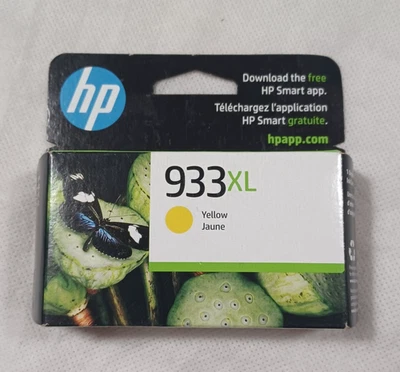 hp
Download the free
HP Smart app.
Téléchargez l'application
HP Smart gratuite.
hpapp.com
933XL
Yellow
Jaune